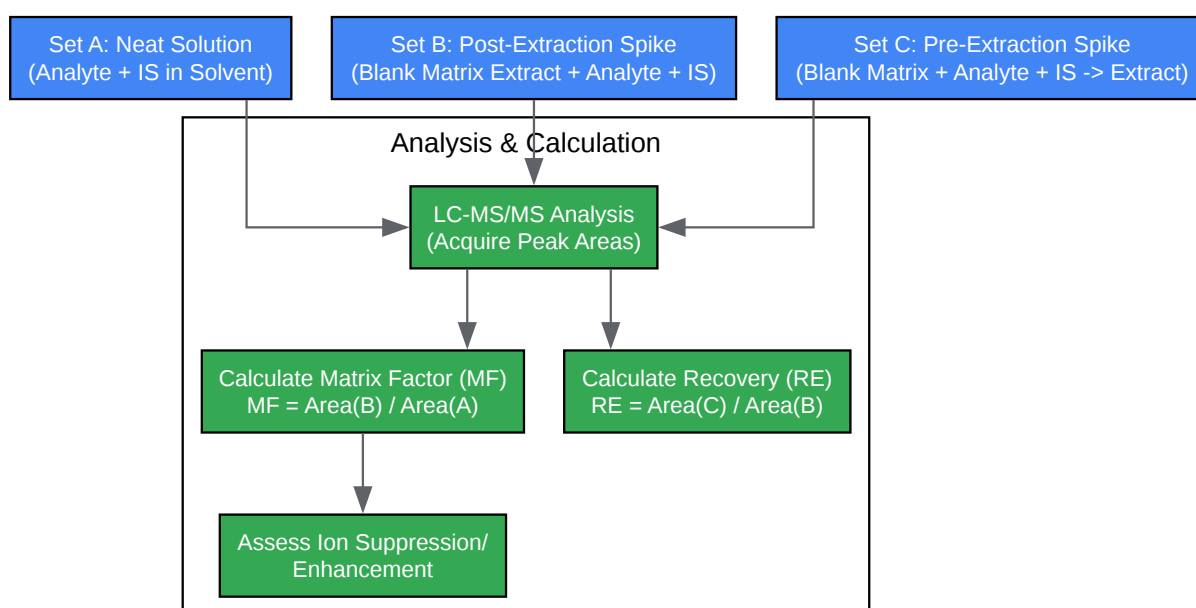 Set A: Neat Solution
(Analyte + IS in Solvent)
Set B: Post-Extraction Spike
(Blank Matrix Extract + Analyte + IS)
Set C: Pre-Extraction Spike
(Blank Matrix + Analyte + IS -> Extract)
Analysis & Calculation
LC-MS/MS Analysis
(Acquire Peak Areas)
Calculate Matrix Factor (MF)
MF = Area(B) / Area(A)
Calculate Recovery (RE)
RE = Area(C) / Area(B)
Assess Ion Suppression/
Enhancement